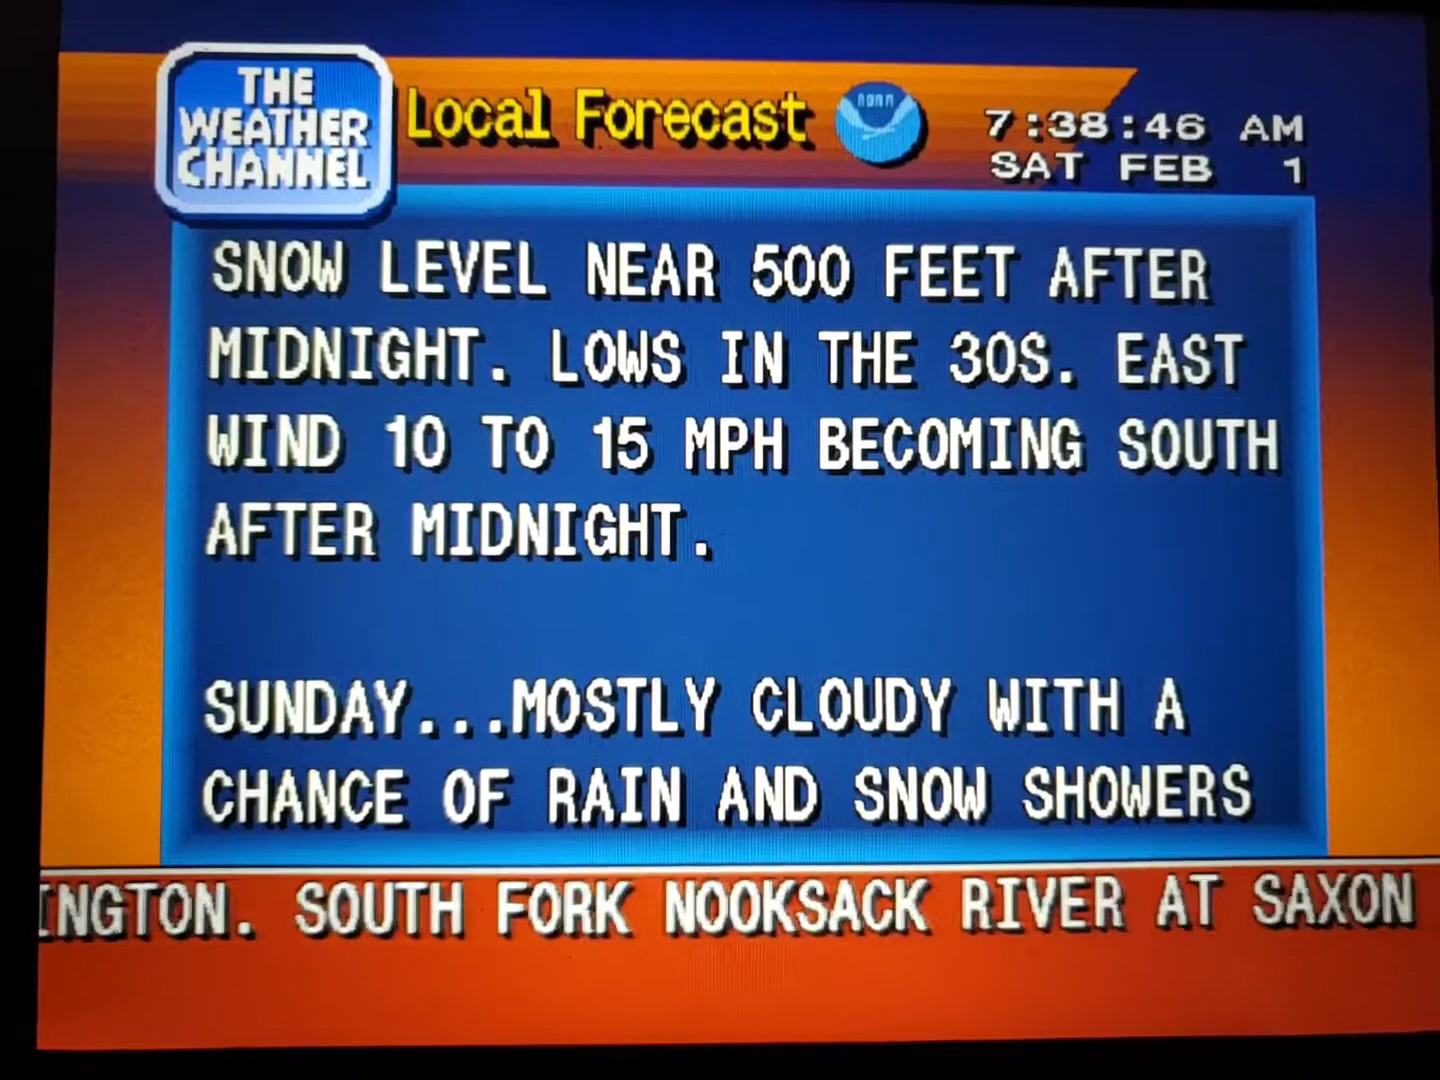 THE
WEATHER
CHANNEL
Local Forecast
NOAA
7:38:46 AM
SAT FEB 1
SNOW LEVEL NEAR 500 FEET AFTER
MIDNIGHT. LOWS IN THE 30S. EAST
WIND 10 TO 15 MPH BECOMING SOUTH
AFTER MIDNIGHT.
SUNDAY...MOSTLY CLOUDY WITH A
CHANCE OF RAIN AND SNOW SHOWERS
INGTON. SOUTH FORK NOOKSACK RIVER AT SAXON